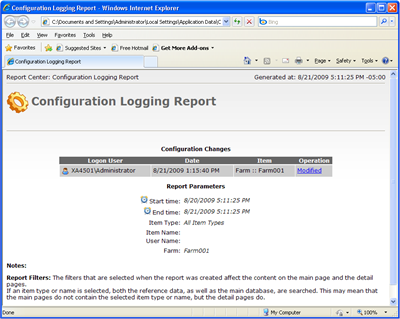 Configuration Logging Report - Windows Internet Explorer
C:\Documents and Settings\Administrator\Local Settings\Application Data\C
Bing
File Edit View Favorites Tools Help
Favorites Suggested Sites Free Hotmail Get More Add-ons
Configuration Logging Report
Page Safety Tools
Report Center: Configuration Logging Report Generated at: 8/21/2009 5:11:25 PM -05:00
Configuration Logging Report
Configuration Changes
Logon User Date Item Operation
XA4501\Administrator 8/21/2009 1:15:40 PM Farm :: Farm001 Modified
Report Parameters
Start time: 8/20/2009 5:11:25 PM
End time: 8/21/2009 5:11:25 PM
Item Type: All Item Types
Item Name:
User Name:
Farm: Farm001
Notes:
Report Filters: The filters that are selected when the report was created affect the content on the main page and the detail
pages.
If an item type or name is selected, both the reference data, as well as the main database, are searched. This may mean that
the main pages do not contain the selected item type or name, but the detail pages do.
Done My Computer 100%